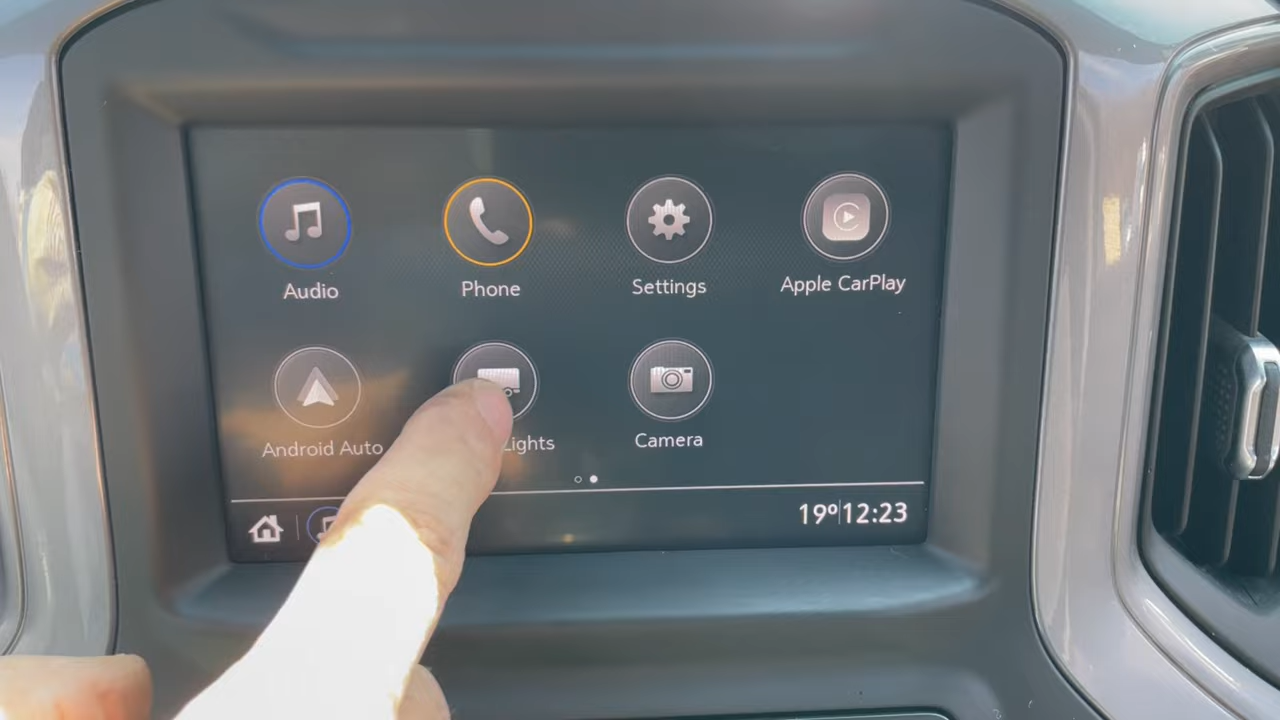 Audio
Phone
Settings
Apple CarPlay
Android Auto
Lights
Camera
19º 12:23